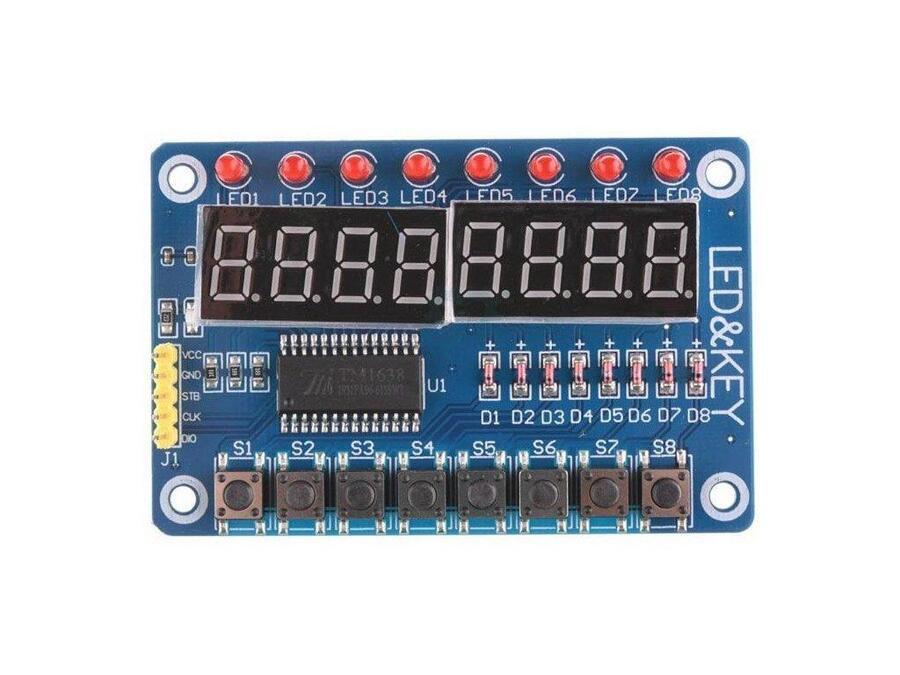 LED1 LED2 LED3 LED4 LED5 LED6 LED7 LED8
LED&KEY
VCC
GND
STB
CLK
DIO
J1
TM1638
U1
+ + + + + + + +
D1 D2 D3 D4 D5 D6 D7 D8
S1 S2 S3 S4 S5 S6 S7 S8